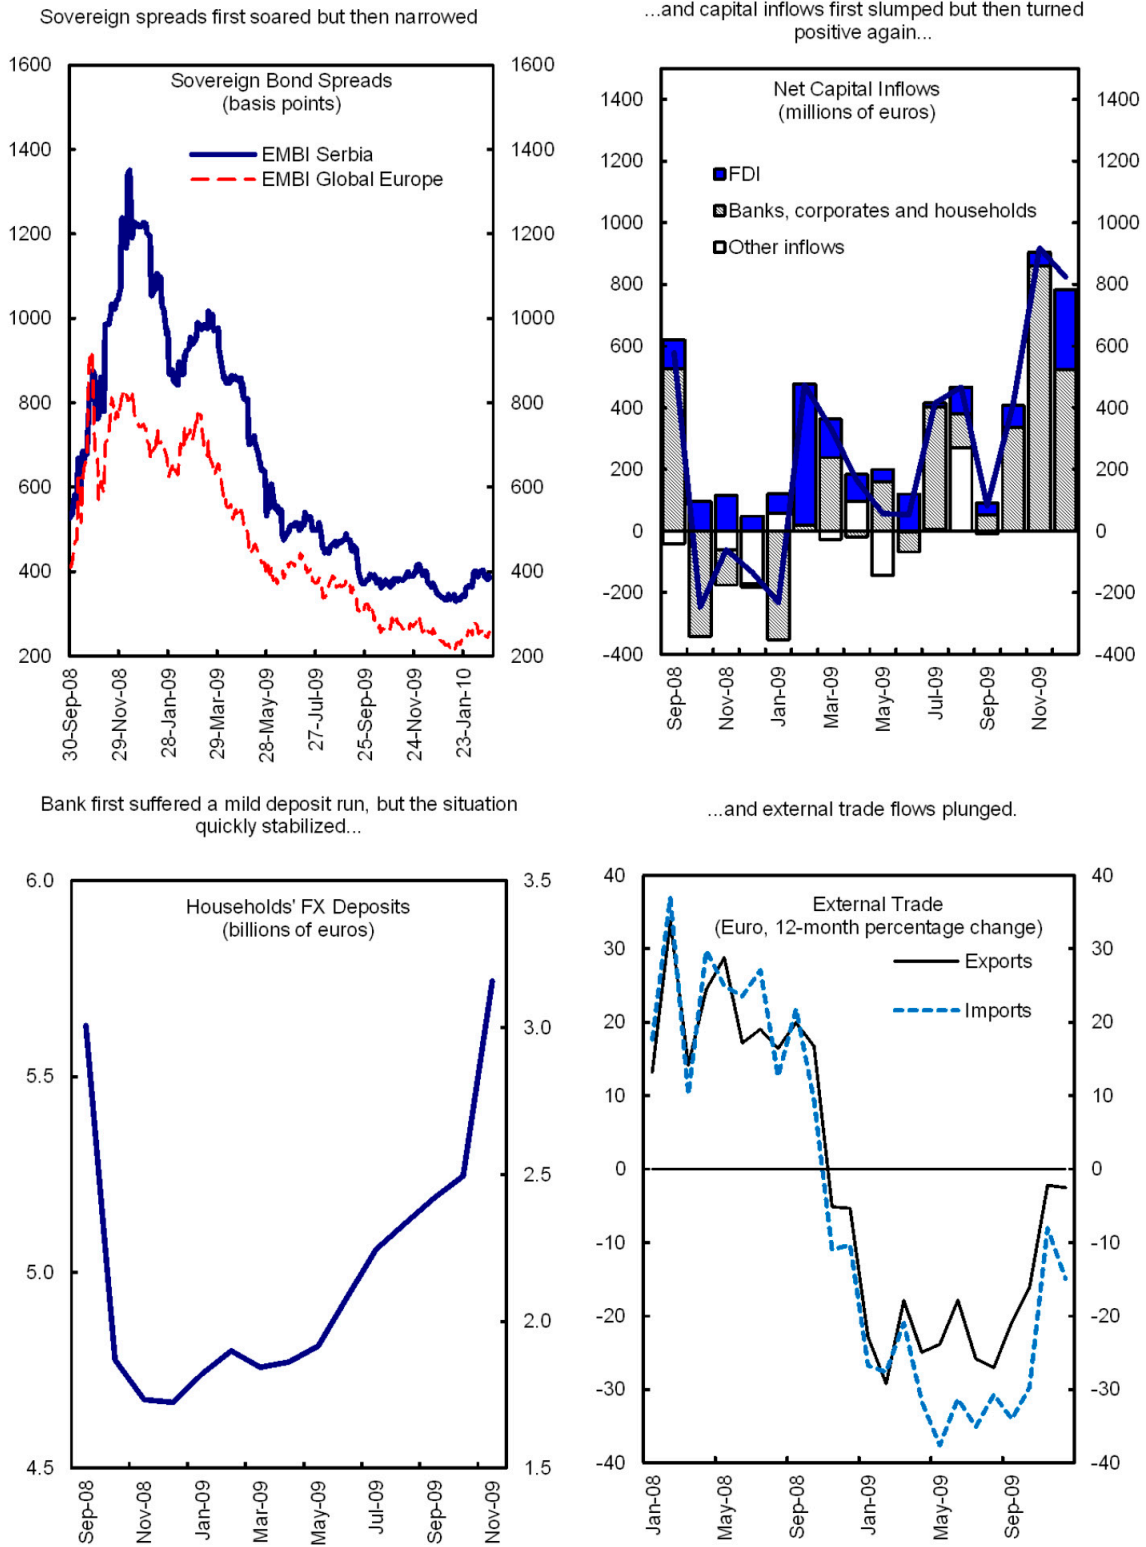 Sovereign spreads first soared but then narrowed
1600
1400
1200
1000
800
600
400
200
1600
1400
1200
1000
800
600
400
200
Sovereign Bond Spreads
(basis points)
EMBI Serbia
EMBI Global Europe
30-Sep-08
29-Nov-08
28-Jan-09
29-Mar-09
28-May-09
27-Jul-09
25-Sep-09
24-Nov-09
23-Jan-10
...and capital inflows first slumped but then turned
positive again...
1400
1200
1000
800
600
400
200
0
-200
-400
1400
1200
1000
800
600
400
200
0
-200
-400
Net Capital Inflows
(millions of euros)
FDI
Banks, corporates and households
Other inflows
Sep-08
Nov-08
Jan-09
Mar-09
May-09
Jul-09
Sep-09
Nov-09
Bank first suffered a mild deposit run, but the situation
quickly stabilized...
6.0
5.5
5.0
4.5
3.5
3.0
2.5
2.0
1.5
Households' FX Deposits
(billions of euros)
Sep-08
Nov-08
Jan-09
Mar-09
May-09
Jul-09
Sep-09
Nov-09
...and external trade flows plunged.
40
30
20
10
0
-10
-20
-30
-40
40
30
20
10
0
-10
-20
-30
-40
External Trade
(Euro, 12-month percentage change)
Exports
Imports
Jan-08
May-08
Sep-08
Jan-09
May-09
Sep-09